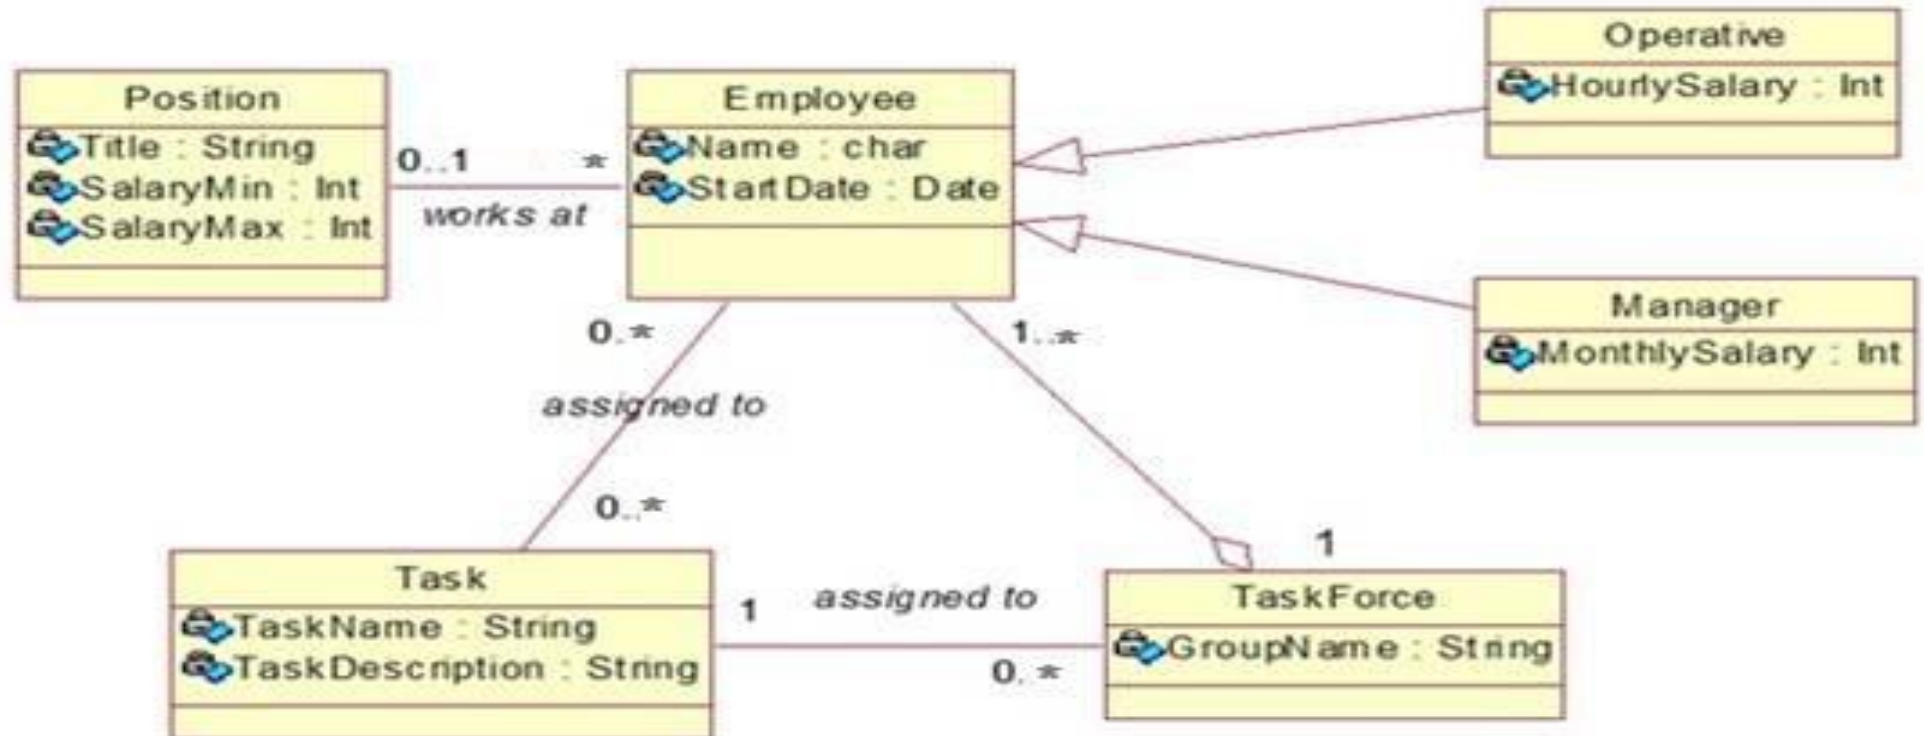 Position
Title : String
SalaryMin : Int
SalaryMax : Int
0..1
*
works at
Employee
Name : char
StartDate : Date
Operative
HourlySalary : Int
Manager
MonthlySalary : Int
0..*
assigned to
0..*
1..*
1
Task
TaskName : String
TaskDescription : String
1
assigned to
0..*
TaskForce
GroupName : String